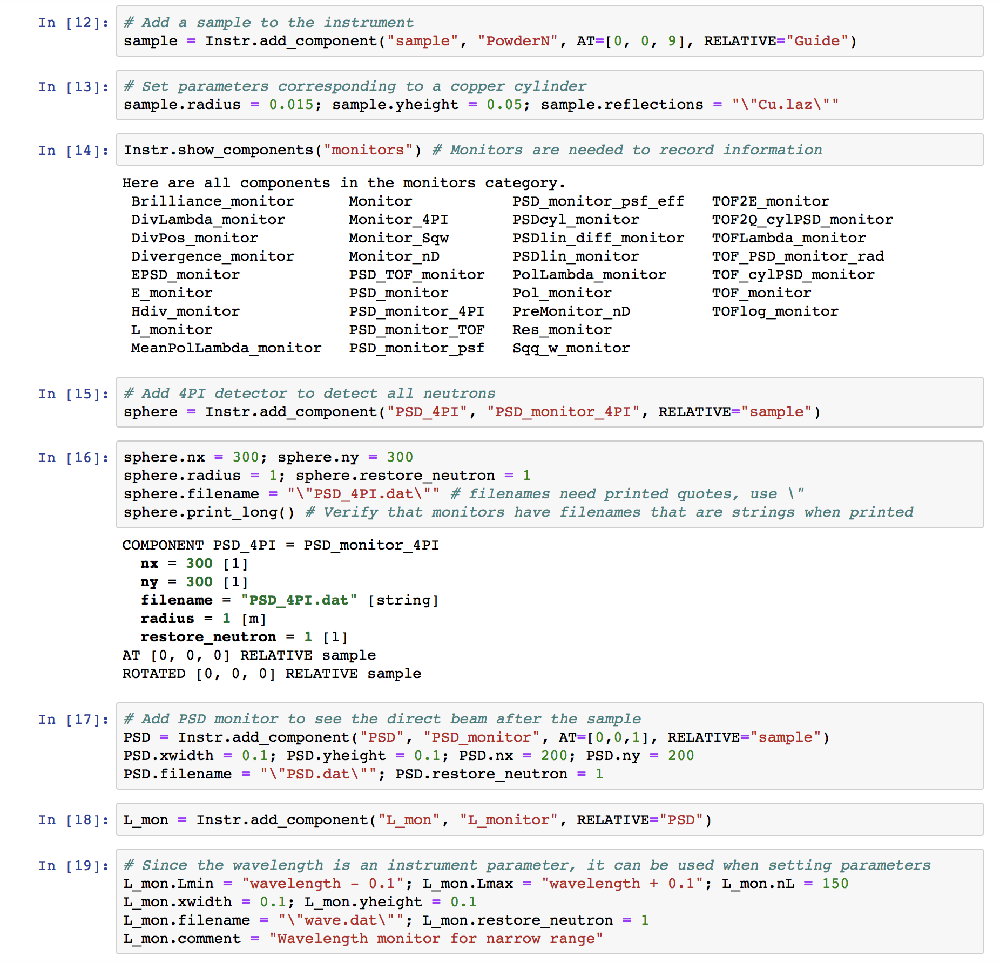 In [12]: # Add a sample to the instrument
sample = Instr.add_component("sample", "PowderN", AT=[0, 0, 9], RELATIVE="Guide")
In [13]: # Set parameters corresponding to a copper cylinder
sample.radius = 0.015; sample.yheight = 0.05; sample.reflections = "\"Cu.laz\""
In [14]: Instr.show_components("monitors") # Monitors are needed to record information
Here are all components in the monitors category.
Brilliance_monitor Monitor PSD_monitor_psf_eff TOF2E_monitor
DivLambda_monitor Monitor_4PI PSDcyl_monitor TOF2Q_cylPSD_monitor
DivPos_monitor Monitor_Sqw PSDlin_diff_monitor TOFLambda_monitor
Divergence_monitor Monitor_nD PSDlin_monitor TOF_PSD_monitor_rad
EPSD_monitor PSD_TOF_monitor PolLambda_monitor TOF_cylPSD_monitor
E_monitor PSD_monitor Pol_monitor TOF_monitor
Hdiv_monitor PSD_monitor_4PI PreMonitor_nD TOFlog_monitor
L_monitor PSD_monitor_TOF Res_monitor
MeanPolLambda_monitor PSD_monitor_psf Sqq_w_monitor
In [15]: # Add 4PI detector to detect all neutrons
sphere = Instr.add_component("PSD_4PI", "PSD_monitor_4PI", RELATIVE="sample")
In [16]: sphere.nx = 300; sphere.ny = 300
sphere.radius = 1; sphere.restore_neutron = 1
sphere.filename = "\"PSD_4PI.dat\"" # filenames need printed quotes, use \"
sphere.print_long() # Verify that monitors have filenames that are strings when printed
COMPONENT PSD_4PI = PSD_monitor_4PI
nx = 300 [1]
ny = 300 [1]
filename = "PSD_4PI.dat" [string]
radius = 1 [m]
restore_neutron = 1 [1]
AT [0, 0, 0] RELATIVE sample
ROTATED [0, 0, 0] RELATIVE sample
In [17]: # Add PSD monitor to see the direct beam after the sample
PSD = Instr.add_component("PSD", "PSD_monitor", AT=[0,0,1], RELATIVE="sample")
PSD.xwidth = 0.1; PSD.yheight = 0.1; PSD.nx = 200; PSD.ny = 200
PSD.filename = "\"PSD.dat\""; PSD.restore_neutron = 1
In [18]: L_mon = Instr.add_component("L_mon", "L_monitor", RELATIVE="PSD")
In [19]: # Since the wavelength is an instrument parameter, it can be used when setting parameters
L_mon.Lmin = "wavelength - 0.1"; L_mon.Lmax = "wavelength + 0.1"; L_mon.nL = 150
L_mon.xwidth = 0.1; L_mon.yheight = 0.1
L_mon.filename = "\"wave.dat\""; L_mon.restore_neutron = 1
L_mon.comment = "Wavelength monitor for narrow range"